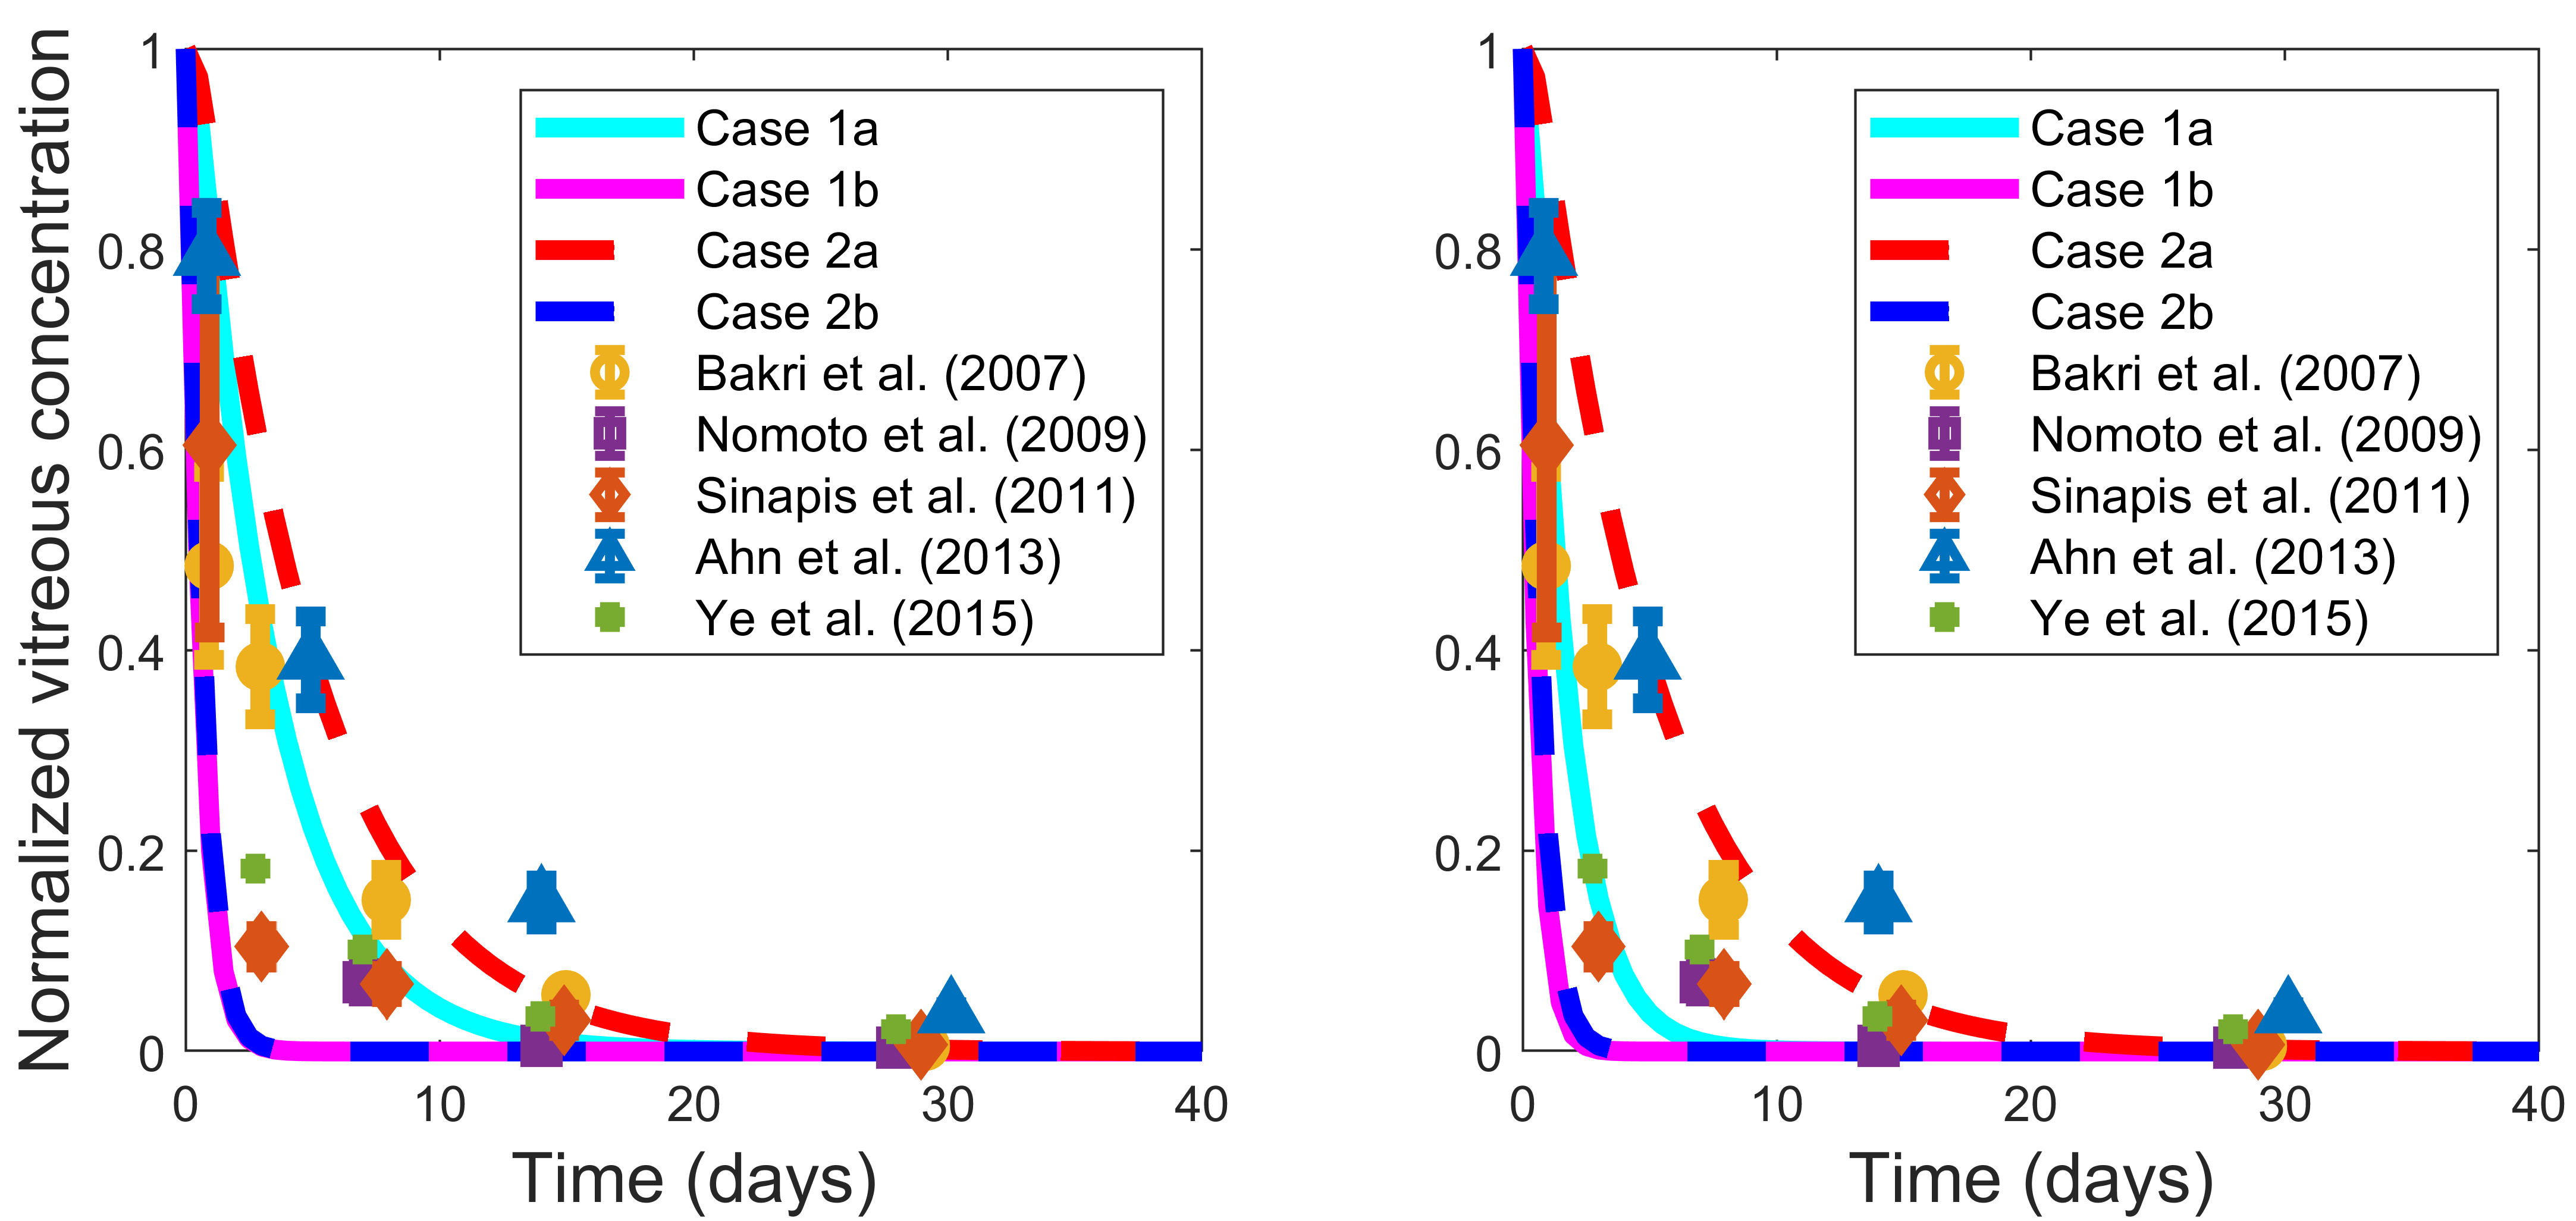 Normalized vitreous concentration
1
0.8
0.6
0.4
0.2
0
0 10 20 30 40
Time (days)
Case 1a
Case 1b
Case 2a
Case 2b
Bakri et al. (2007)
Nomoto et al. (2009)
Sinapis et al. (2011)
Ahn et al. (2013)
Ye et al. (2015)
1
0.8
0.6
0.4
0.2
0
0 10 20 30 40
Time (days)
Case 1a
Case 1b
Case 2a
Case 2b
Bakri et al. (2007)
Nomoto et al. (2009)
Sinapis et al. (2011)
Ahn et al. (2013)
Ye et al. (2015)